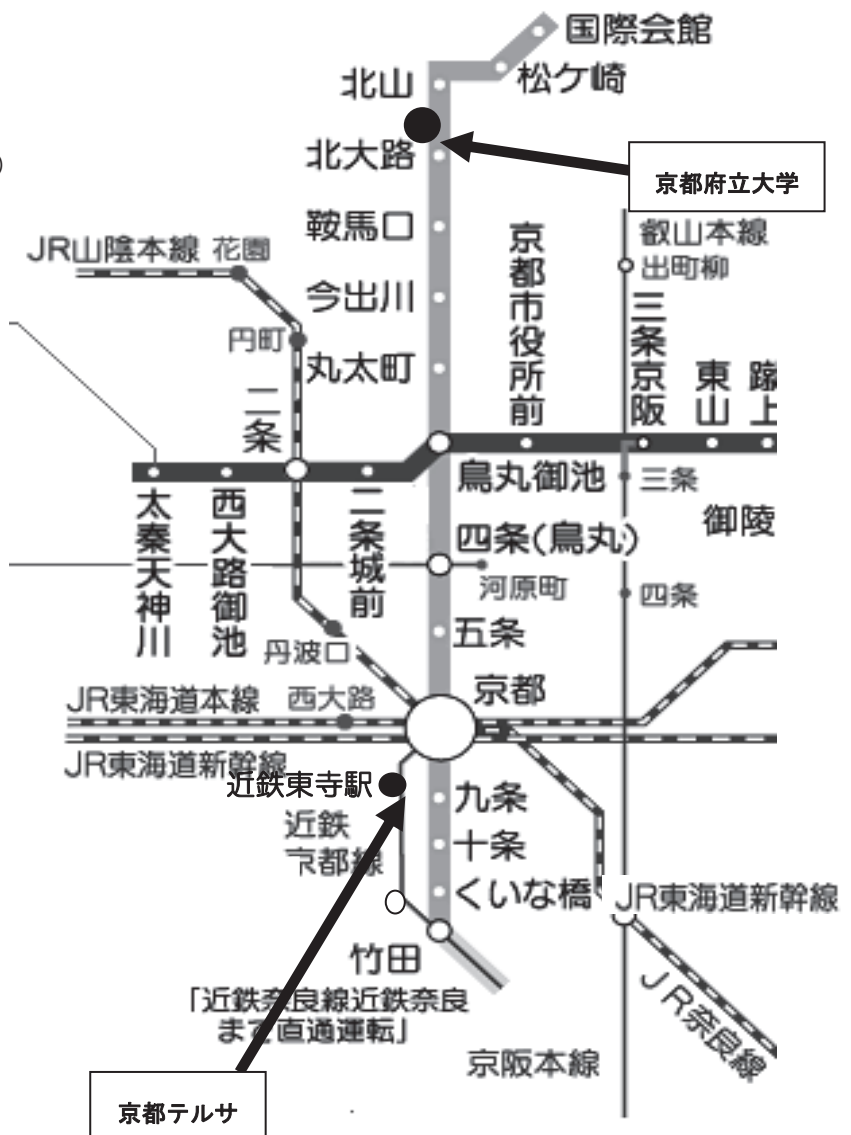 国際会館
松ケ崎
北山
)
北大路
京都府立大学
鞍馬口
叡山本線
JR山陰本線 花園
出町柳
京都市役所前
今出川
三条京阪
円町
丸太町
東山
蹴上
二条
烏丸御池
三条
太秦天神川
西大路御池
二条城前
御陵
四条(烏丸)
河原町
四条
五条
丹波口
京都
JR東海道本線 西大路
JR東海道新幹線
近鉄東寺駅
九条
近鉄
京都線
十条
くいな橋
JR東海道新幹線
竹田
「近鉄奈良線近鉄奈良
まで直通運転」
JR奈良線
京阪本線
京都テルサ